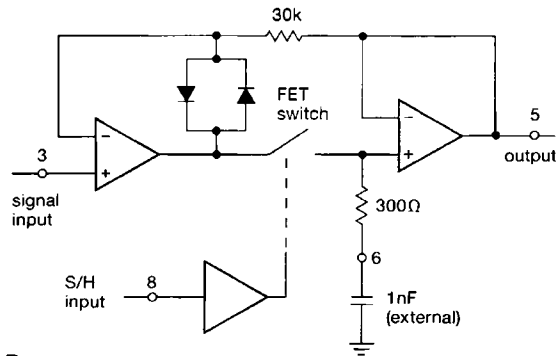 30k
FET
switch
5
output
3
signal
input
300Ω
6
1nF
(external)
S/H
input
8
−
+
−
+